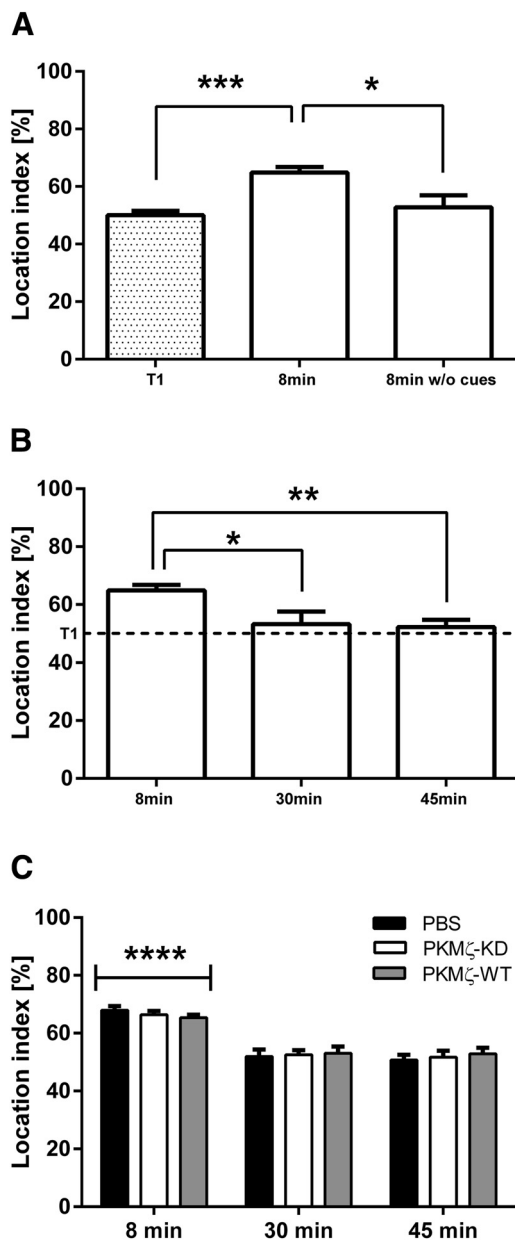 A
Location index [%]
100
80
60
40
20
0
***
*
T1
8min
8min w/o cues
B
Location index [%]
100
80
60
T1
40
20
0
**
*
8min
30min
45min
C
Location index [%]
100
80
60
40
20
0
****
PBS
PKMζ-KD
PKMζ-WT
8 min
30 min
45 min